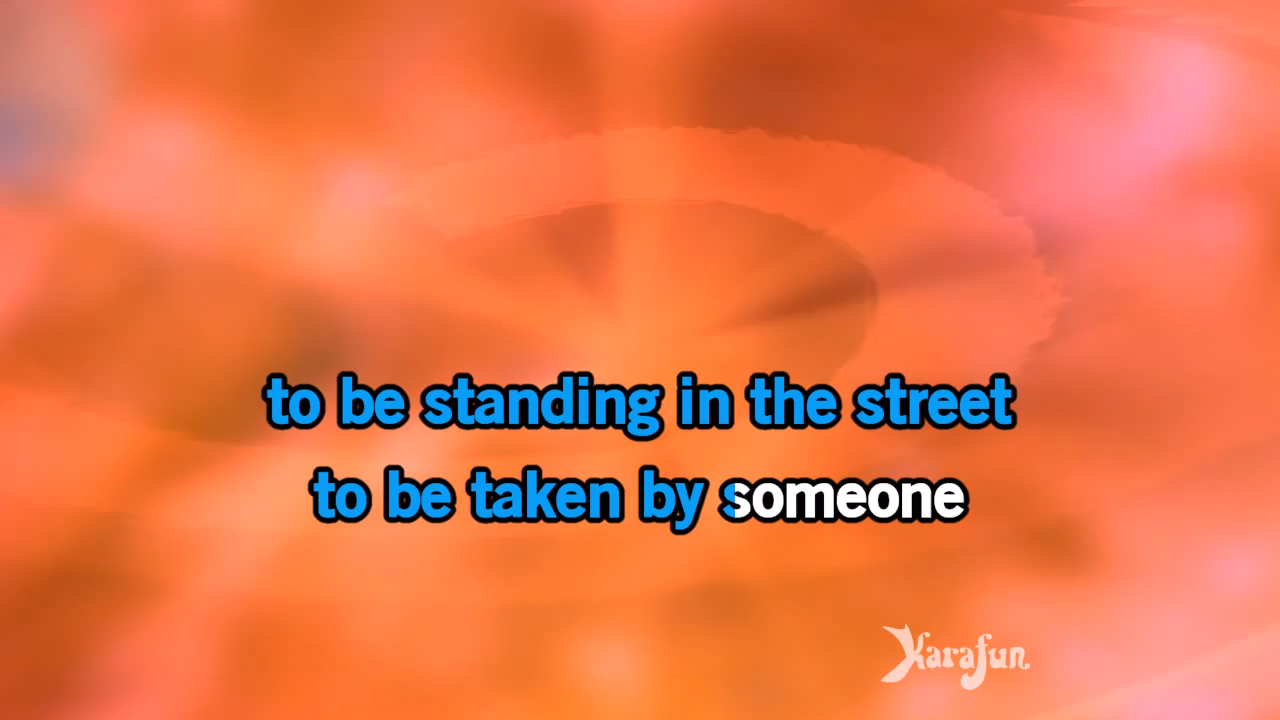 to be standing in the street
to be taken by someone
Karafun